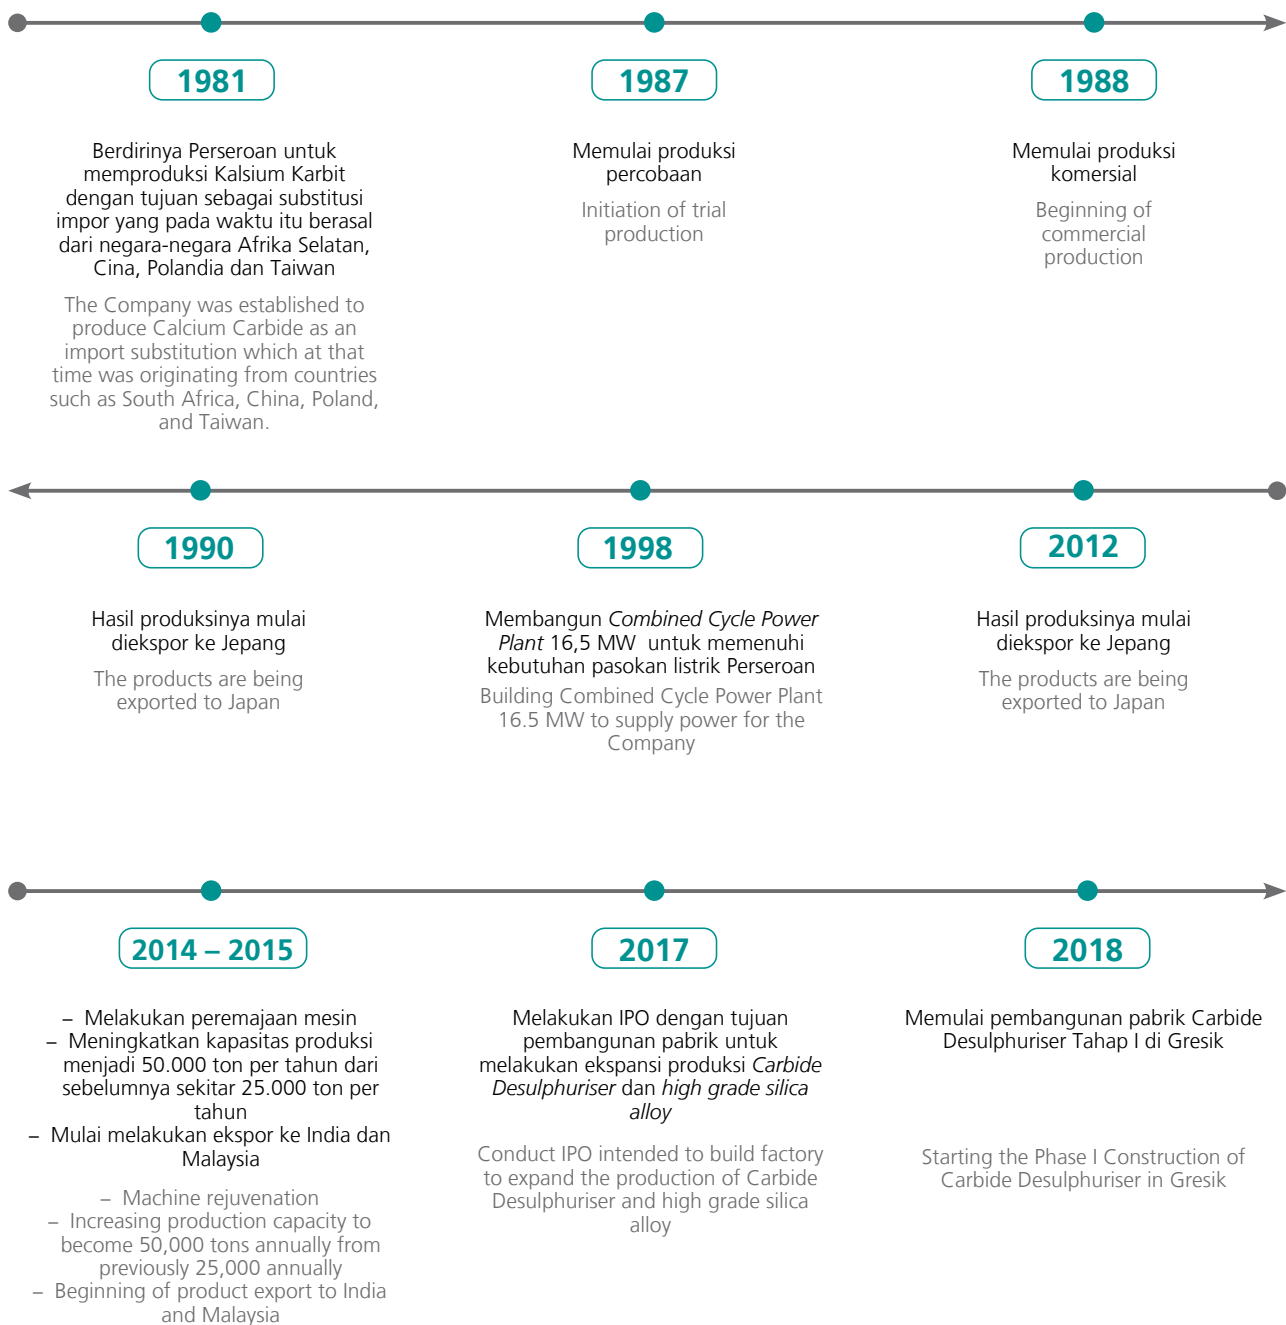 1981
Berdirinya Perseroan untuk
memproduksi Kalsium Karbit
dengan tujuan sebagai substitusi
impor yang pada waktu itu berasal
dari negara-negara Afrika Selatan,
Cina, Polandia dan Taiwan
The Company was established to
produce Calcium Carbide as an
import substitution which at that
time was originating from countries
such as South Africa, China, Poland,
and Taiwan.
1987
Memulai produksi
percobaan
Initiation of trial
production
1988
Memulai produksi
komersial
Beginning of
commercial
production
1990
Hasil produksinya mulai
diekspor ke Jepang
The products are being
exported to Japan
1998
Membangun Combined Cycle Power
Plant 16,5 MW untuk memenuhi
kebutuhan pasokan listrik Perseroan
Building Combined Cycle Power Plant
16.5 MW to supply power for the
Company
2012
Hasil produksinya mulai
diekspor ke Jepang
The products are being
exported to Japan
2014 – 2015
– Melakukan peremajaan mesin
– Meningkatkan kapasitas produksi
menjadi 50.000 ton per tahun dari
sebelumnya sekitar 25.000 ton per
tahun
– Mulai melakukan ekspor ke India dan
Malaysia
– Machine rejuvenation
– Increasing production capacity to
become 50,000 tons annually from
previously 25,000 annually
– Beginning of product export to India
and Malaysia
2017
Melakukan IPO dengan tujuan
pembangunan pabrik untuk
melakukan ekspansi produksi Carbide
Desulphuriser dan high grade silica
alloy
Conduct IPO intended to build factory
to expand the production of Carbide
Desulphuriser and high grade silica
alloy
2018
Memulai pembangunan pabrik Carbide
Desulphuriser Tahap I di Gresik
Starting the Phase I Construction of
Carbide Desulphuriser in Gresik